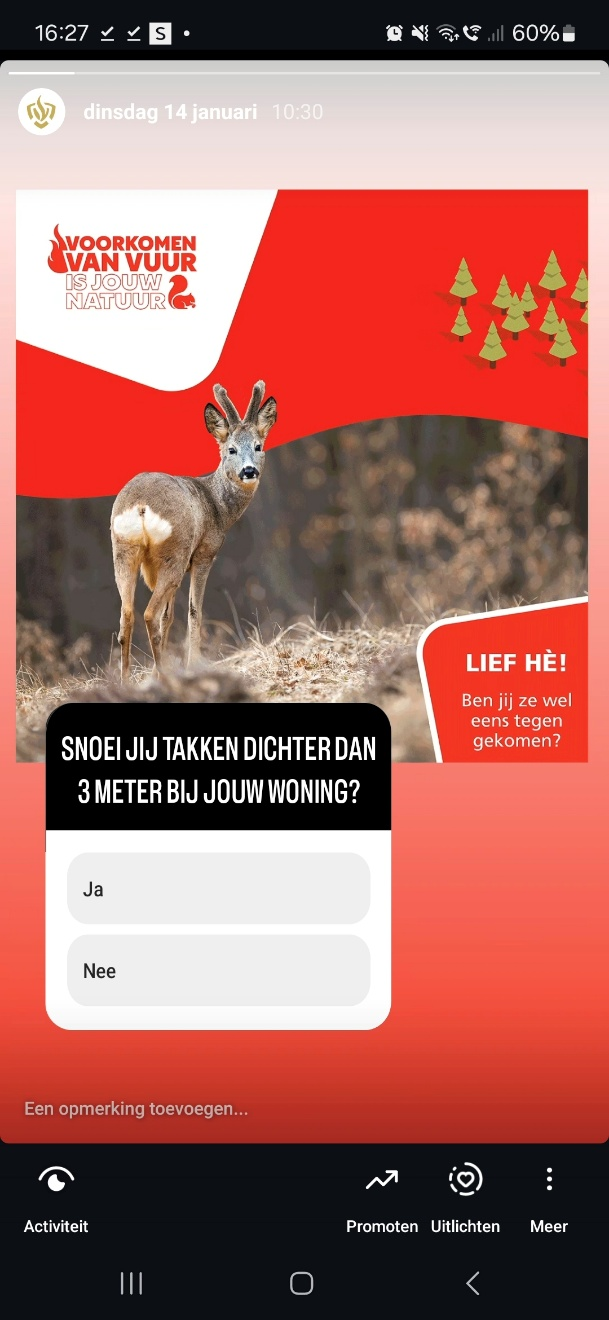 16:27
S
60%
dinsdag 14 januari 10:30
VOORKOMEN
VAN VUUR
IS JOUW
NATUUR
LIEF HÈ!
Ben jij ze wel
eens tegen
gekomen?
SNOEI JIJ TAKKEN DICHTER DAN
3 METER BIJ JOUW WONING?
Ja
Nee
Een opmerking toevoegen...
Activiteit
Promoten
Uitlichten
Meer